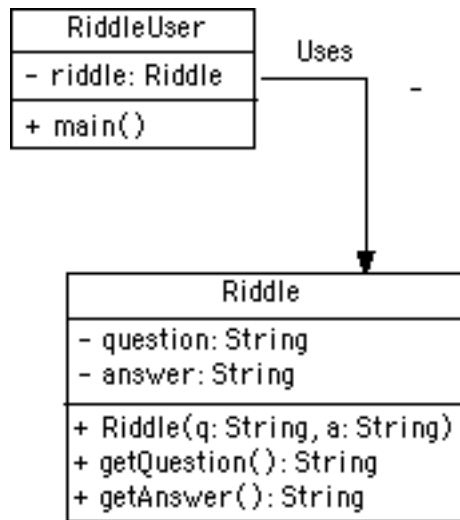 RiddleUser
- riddle: Riddle
+ main()
Uses
-
Riddle
- question: String
- answer: String
+ Riddle(q: String, a: String)
+ getQuestion(): String
+ getAnswer(): String